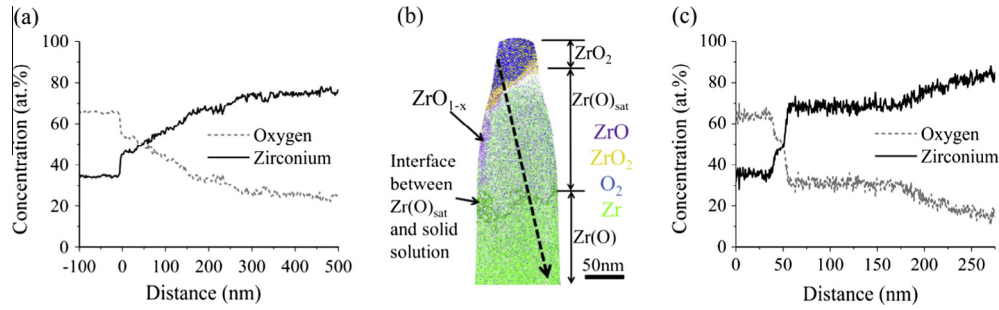 (a)
100
80
60
40
20
0
Concentration (at.%)
Oxygen
Zirconium
-100 0 100 200 300 400 500
Distance (nm)
(b)
ZrO₂
ZrO₁₋ₓ
Zr(O)sat
ZrO
ZrO₂
O₂
Zr
Interface
between
Zr(O)sat
and solid
solution
Zr(O)
50nm
(c)
100
80
60
40
20
0
Concentration (at.%)
Oxygen
Zirconium
0 50 100 150 200 250
Distance (nm)